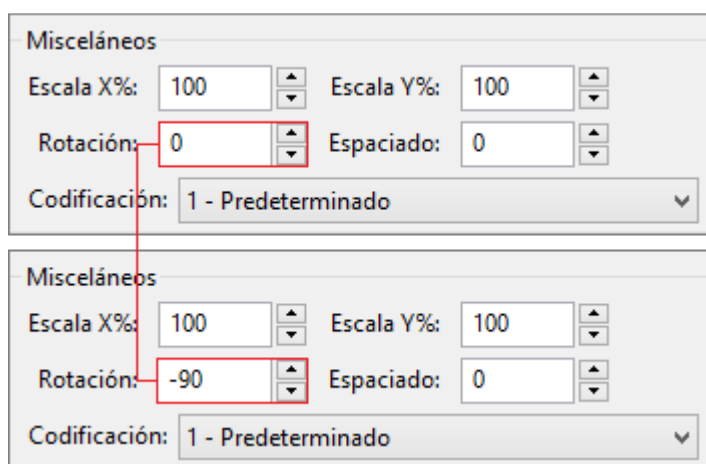 Misceláneos
Escala X%: 100 Escala Y%: 100
Rotación: 0 Espaciado: 0
Codificación: 1 - Predeterminado
Misceláneos
Escala X%: 100 Escala Y%: 100
Rotación: -90 Espaciado: 0
Codificación: 1 - Predeterminado